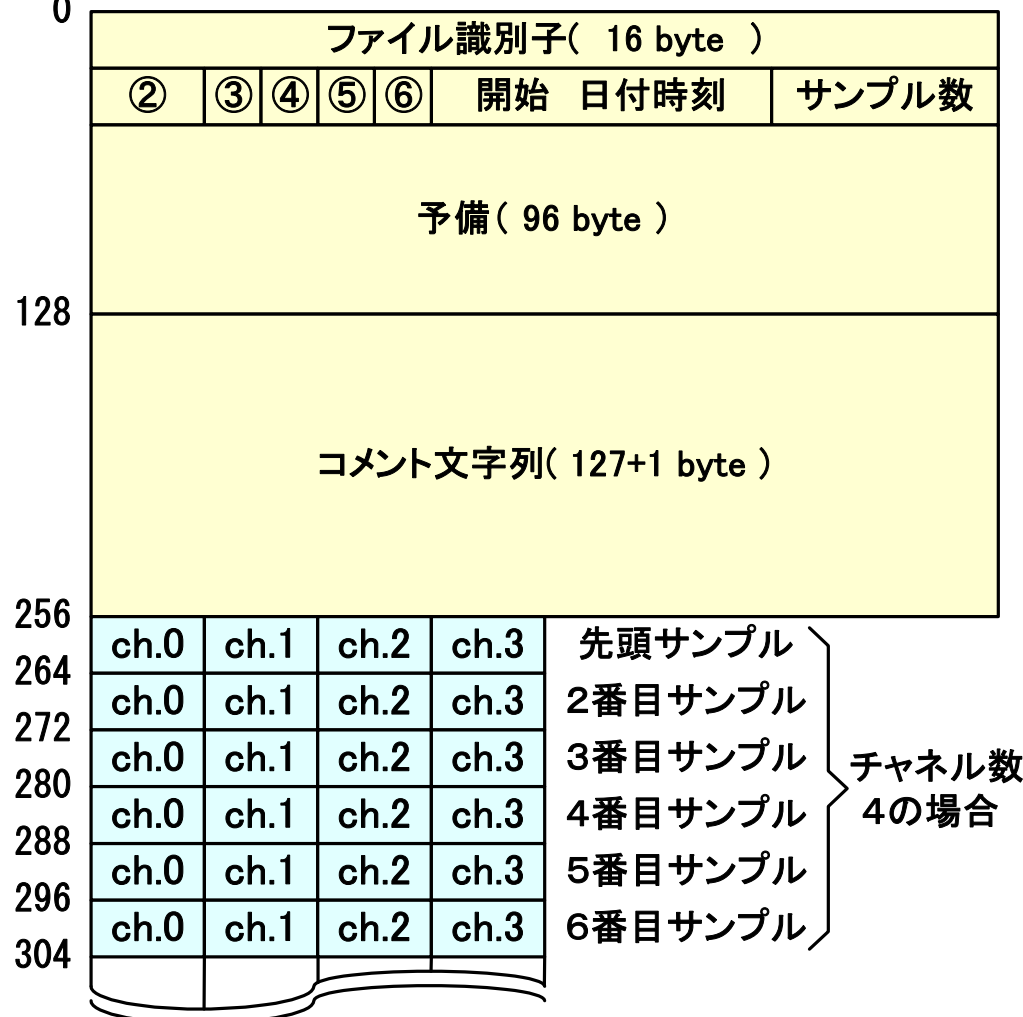 0
ファイル識別子( 16 byte )
② ③ ④ ⑤ ⑥ 開始 日付時刻 サンプル数
予備( 96 byte )
128
コメント文字列( 127+1 byte )
256
ch.0 ch.1 ch.2 ch.3 先頭サンプル
264
ch.0 ch.1 ch.2 ch.3 2番目サンプル
272
ch.0 ch.1 ch.2 ch.3 3番目サンプル
チャネル数
4の場合
280
ch.0 ch.1 ch.2 ch.3 4番目サンプル
288
ch.0 ch.1 ch.2 ch.3 5番目サンプル
296
ch.0 ch.1 ch.2 ch.3 6番目サンプル
304